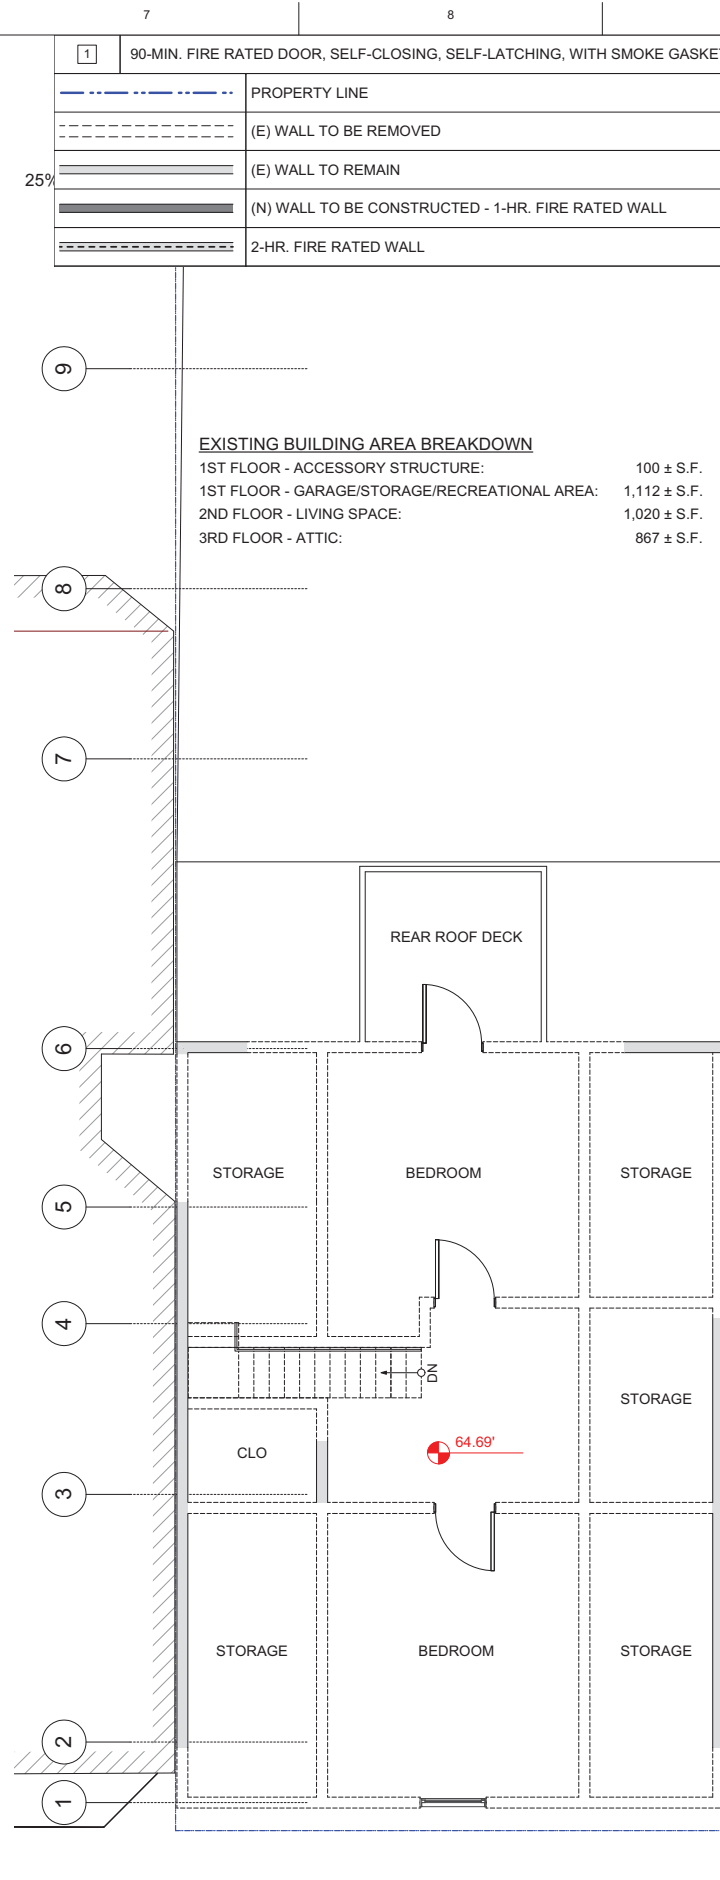 7 8
1 90-MIN. FIRE RATED DOOR, SELF-CLOSING, SELF-LATCHING, WITH SMOKE GASKE
PROPERTY LINE
(E) WALL TO BE REMOVED
(E) WALL TO REMAIN
25%
(N) WALL TO BE CONSTRUCTED - 1-HR. FIRE RATED WALL
2-HR. FIRE RATED WALL
9
EXISTING BUILDING AREA BREAKDOWN
1ST FLOOR - ACCESSORY STRUCTURE: 100 ± S.F.
1ST FLOOR - GARAGE/STORAGE/RECREATIONAL AREA: 1,112 ± S.F.
2ND FLOOR - LIVING SPACE: 1,020 ± S.F.
3RD FLOOR - ATTIC: 867 ± S.F.
8
7
REAR ROOF DECK
6
STORAGE BEDROOM STORAGE
5
4
DN
STORAGE
64.69'
CLO
3
STORAGE BEDROOM STORAGE
2
1